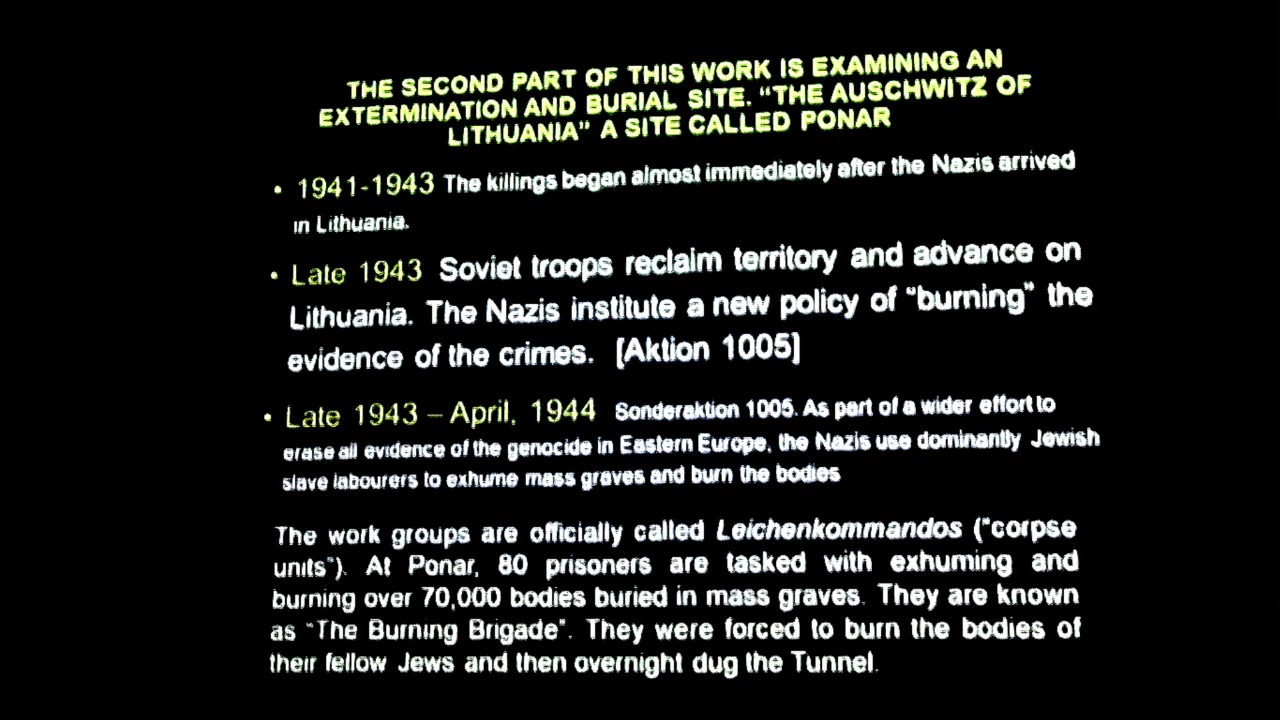 THE SECOND PART OF THIS WORK IS EXAMINING AN
EXTERMINATION AND BURIAL SITE. “THE AUSCHWITZ OF
LITHUANIA” A SITE CALLED PONAR
• 1941-1943 The killings began almost immediately after the Nazis arrived
in Lithuania.
• Late 1943 Soviet troops reclaim territory and advance on
Lithuania. The Nazis institute a new policy of “burning” the
evidence of the crimes. [Aktion 1005]
• Late 1943 – April, 1944 Sonderaktion 1005. As part of a wider effort to
erase all evidence of the genocide in Eastern Europe, the Nazis use dominantly Jewish
slave labourers to exhume mass graves and burn the bodies
The work groups are officially called Leichenkommandos (“corpse
units”). At Ponar, 80 prisoners are tasked with exhuming and
burning over 70,000 bodies buried in mass graves. They are known
as “The Burning Brigade”. They were forced to burn the bodies of
their fellow Jews and then overnight dug the Tunnel.